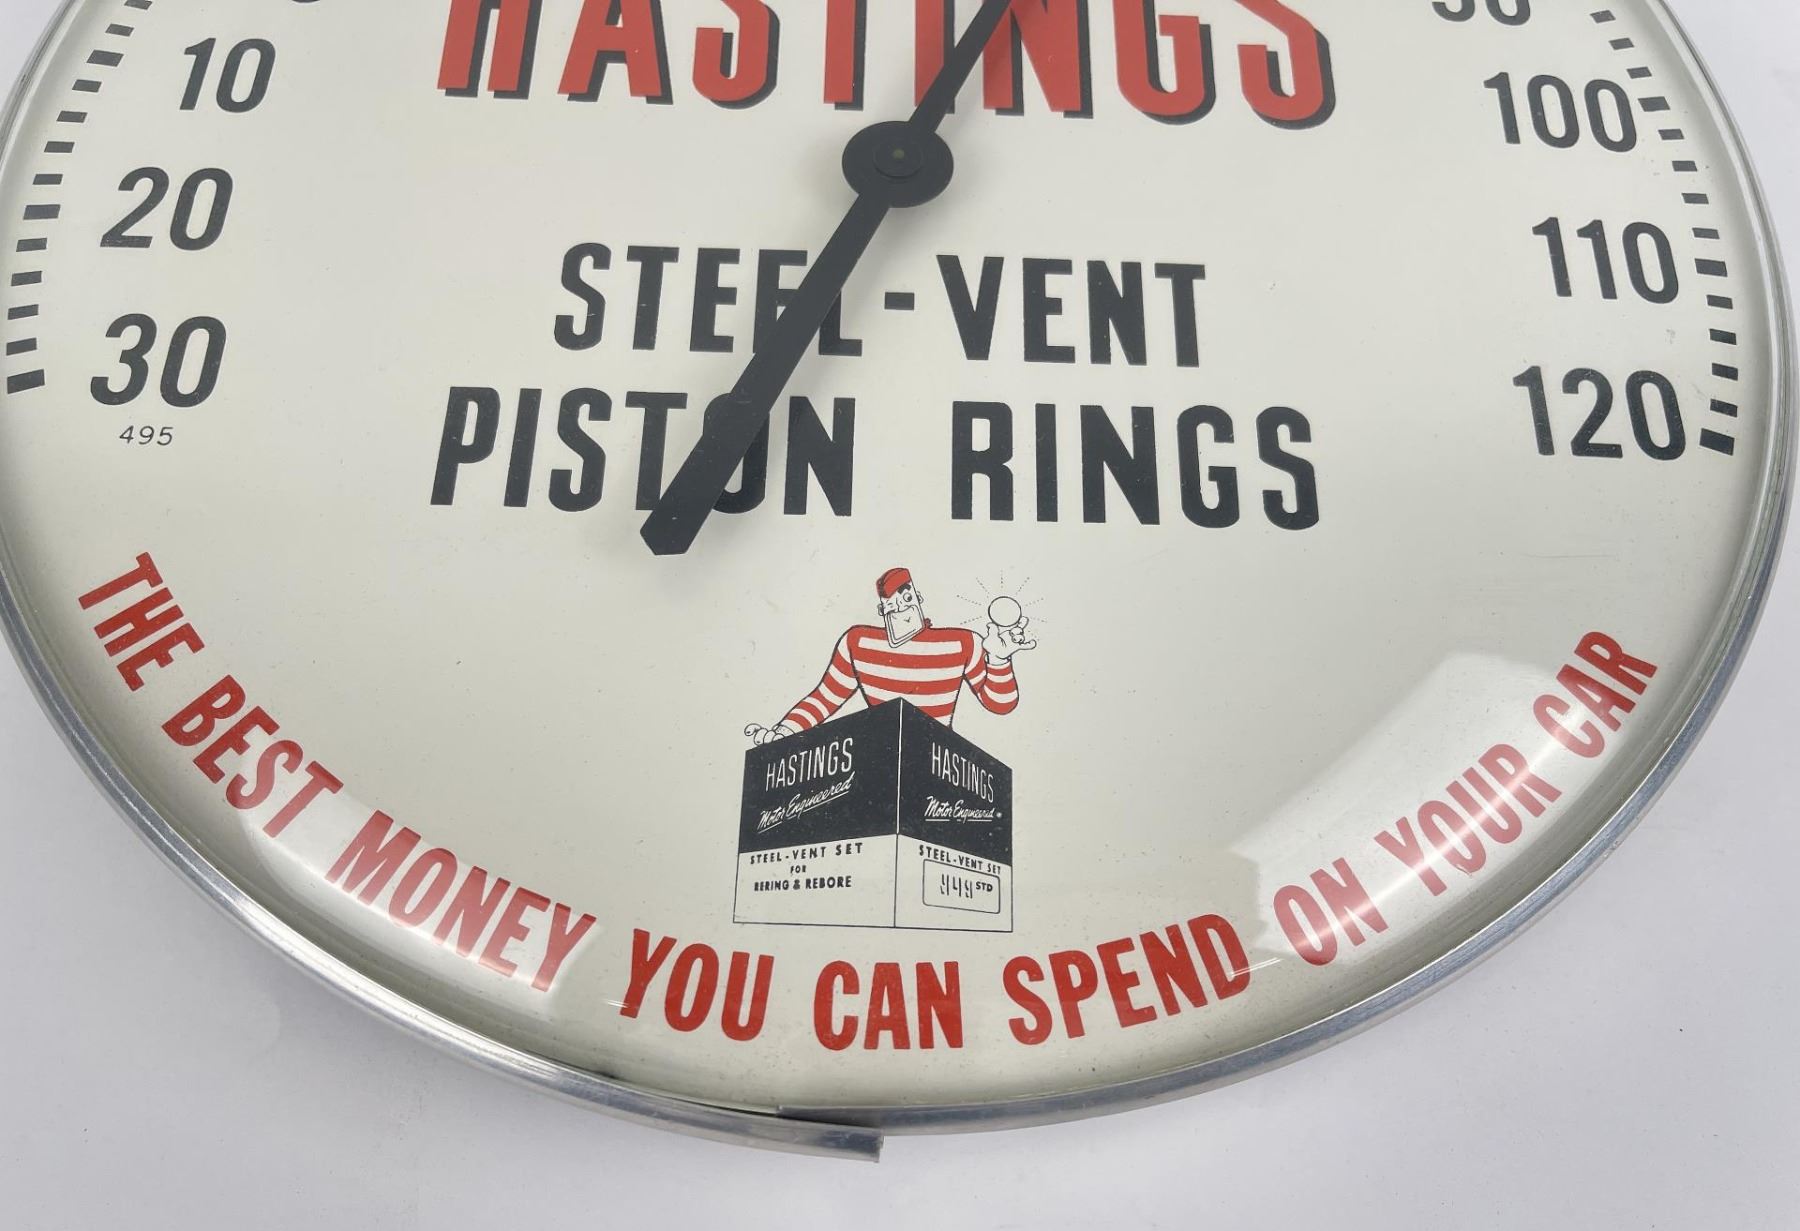 HASTINGS
10
20
30
495
100
110
120
STEEL-VENT
PISTON RINGS
HASTINGS
Motor Engineered
STEEL-VENT SET
FOR
RERING & REBORE
HASTINGS
Motor Engineered
STEEL-VENT SET
STD
THE BEST MONEY YOU CAN SPEND ON YOUR CAR